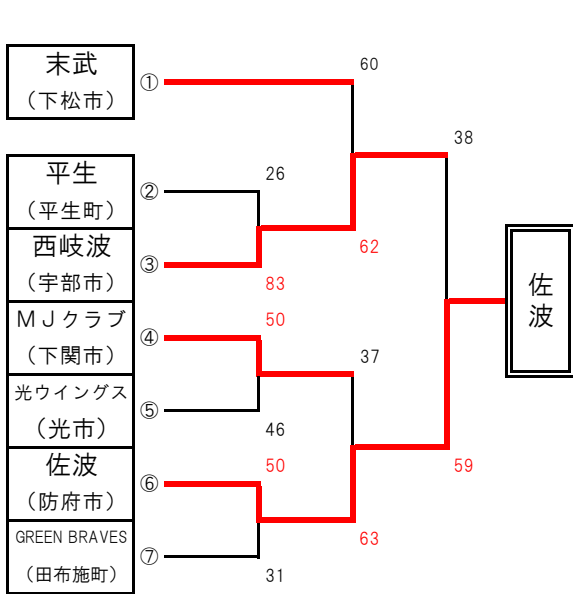 末武
（下松市）
①
平生
（平生町）
②
西岐波
（宇部市）
③
ＭＪクラブ
（下関市）
④
光ウイングス
（光市）
⑤
佐波
（防府市）
⑥
GREEN BRAVES
（田布施町）
⑦
26
83
50
46
50
31
60
62
37
63
38
59
佐波